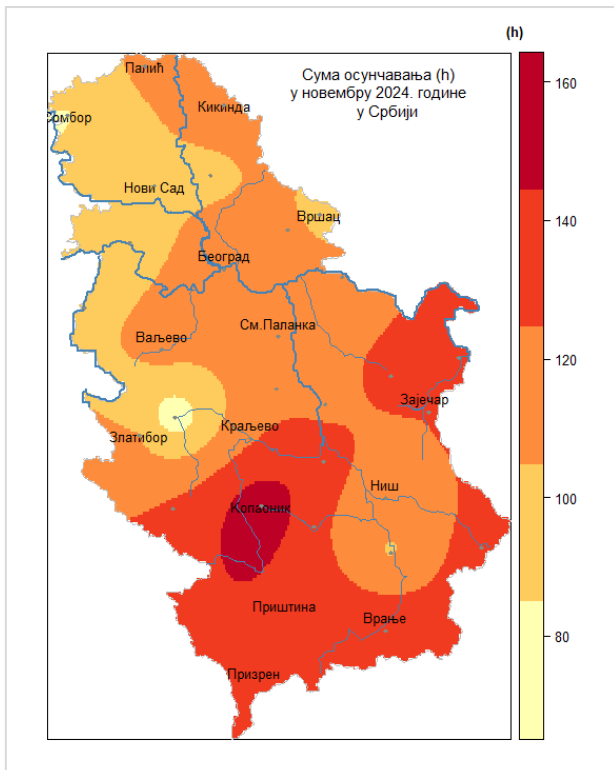 (h)
Сума осунчавања (h)
у новембру 2024. године
у Србији
Палић
Кикинда
Сомбор
Нови Сад
Вршац
Београд
См.Паланка
Ваљево
Зајечар
Златибор
Краљево
Ниш
Копаоник
Приштина
Врање
Призрен
160
140
120
100
80